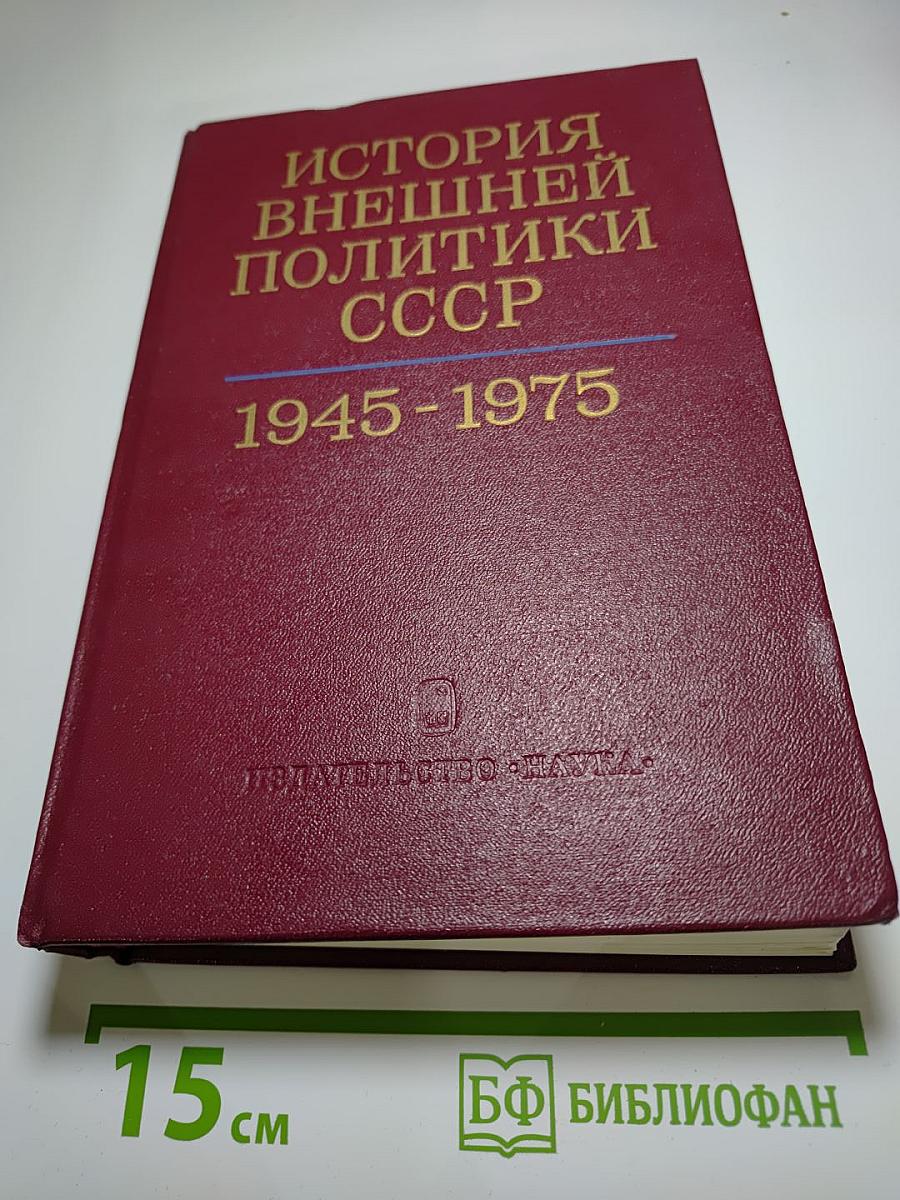 ИСТОРИЯ
ВНЕШНЕЙ
ПОЛИТИКИ
СССР
1945-1975
ИЗДАТЕЛЬСТВО •НАУКА•
15 см
БФ БИБЛИОФАН